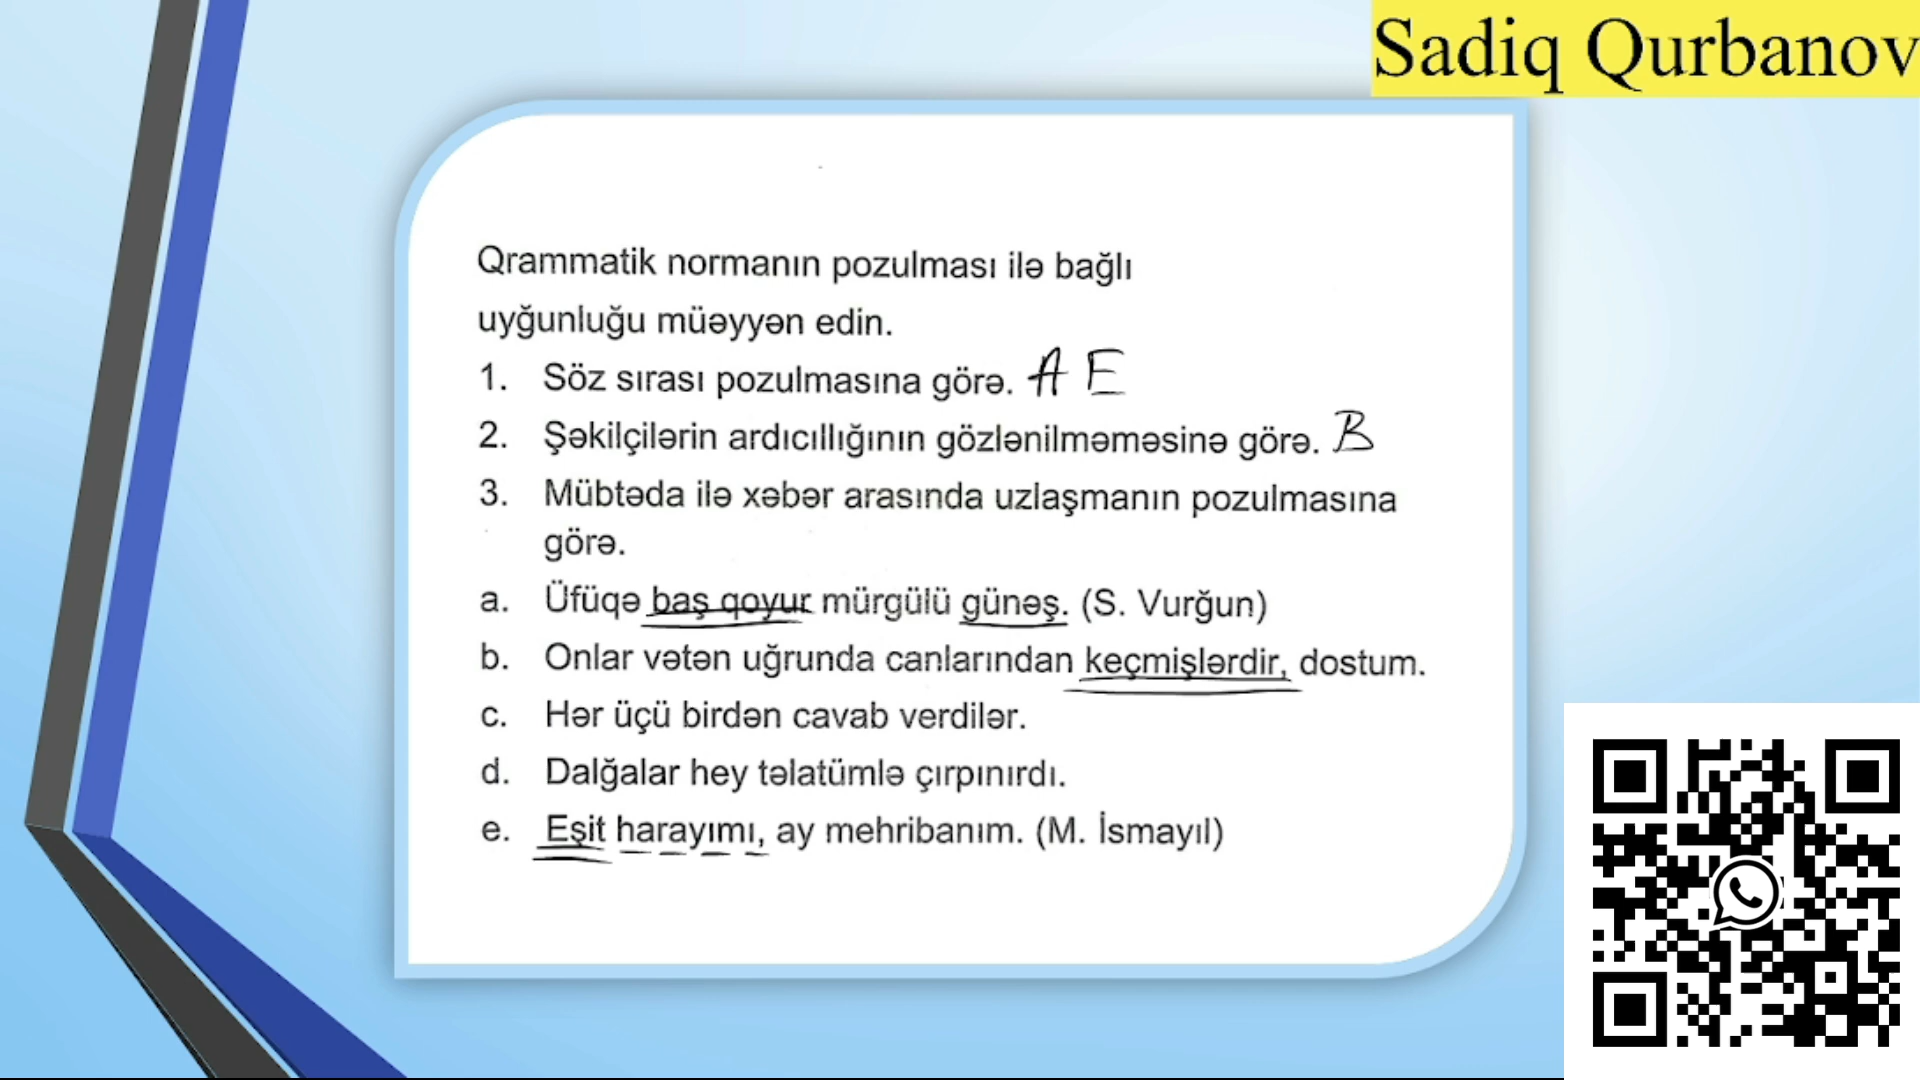 Sadiq Qurbanov
Qrammatik normanın pozulması ilə bağlı
uyğunluğu müəyyən edin.
1. Söz sırası pozulmasına görə. A E
2. Şəkilçilərin ardıcıllığının gözlənilməməsinə görə. B
3. Mübtəda ilə xəbər arasında uzlaşmanın pozulmasına
görə.
a. Üfüqə baş qoyur mürgülü günəş. (S. Vurğun)
b. Onlar vətən uğrunda canlarından keçmişlərdir, dostum.
c. Hər üçü birdən cavab verdilər.
d. Dalğalar hey təlatümlə çırpınırdı.
e. Eşit harayımı, ay mehribanım. (M. İsmayıl)